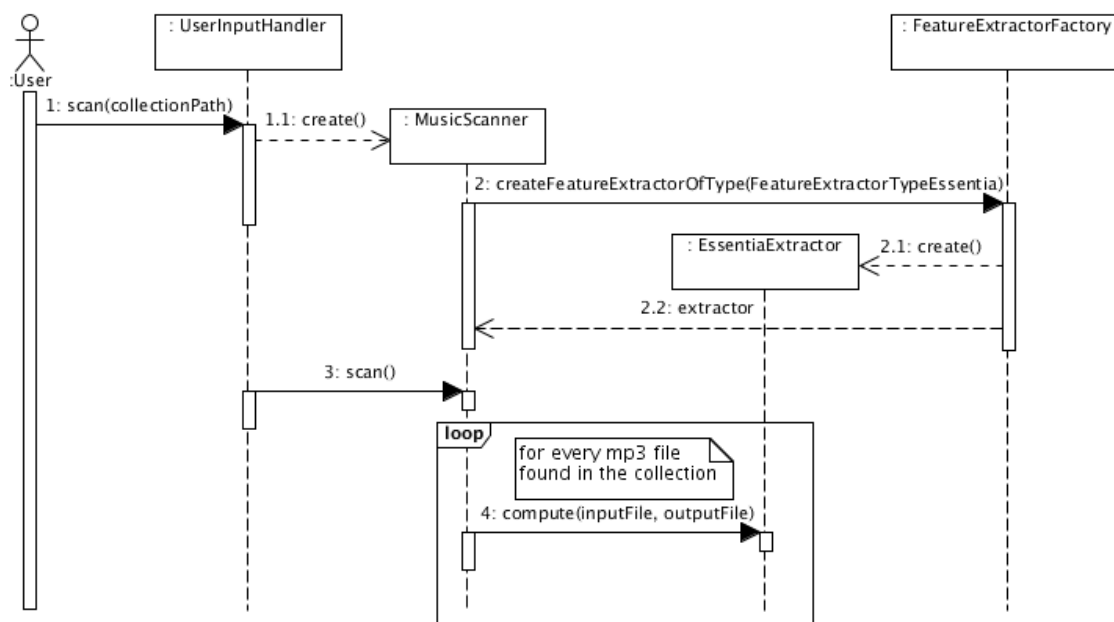 : UserInputHandler
: FeatureExtractorFactory
:User
1: scan(collectionPath)
1.1: create()
: MusicScanner
2: createFeatureExtractorOfType(FeatureExtractorTypeEssentia)
: EssentiaExtractor
2.1: create()
2.2: extractor
3: scan()
loop
for every mp3 file
found in the collection
4: compute(inputFile, outputFile)